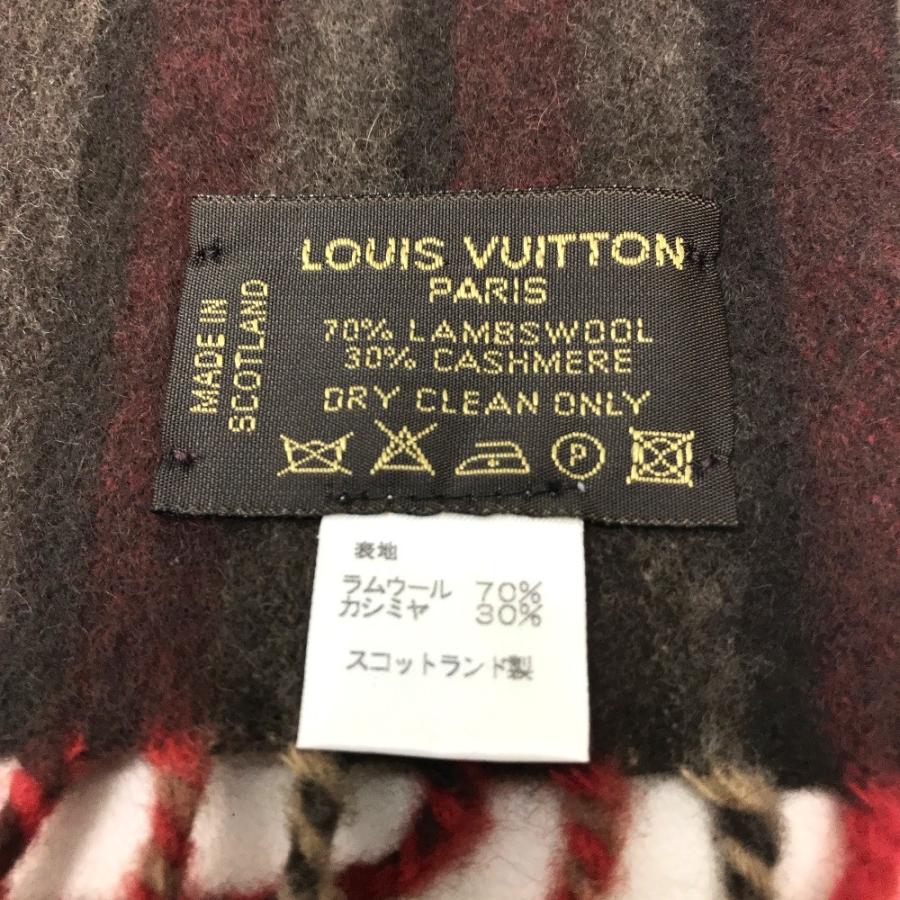 LOUIS VUITTON
PARIS
MADE IN
SCOTLAND
70% LAMBSWOOL
30% CASHMERE
DRY CLEAN ONLY
P
表地
ラムウール 70%
カシミヤ 30%
スコットランド製